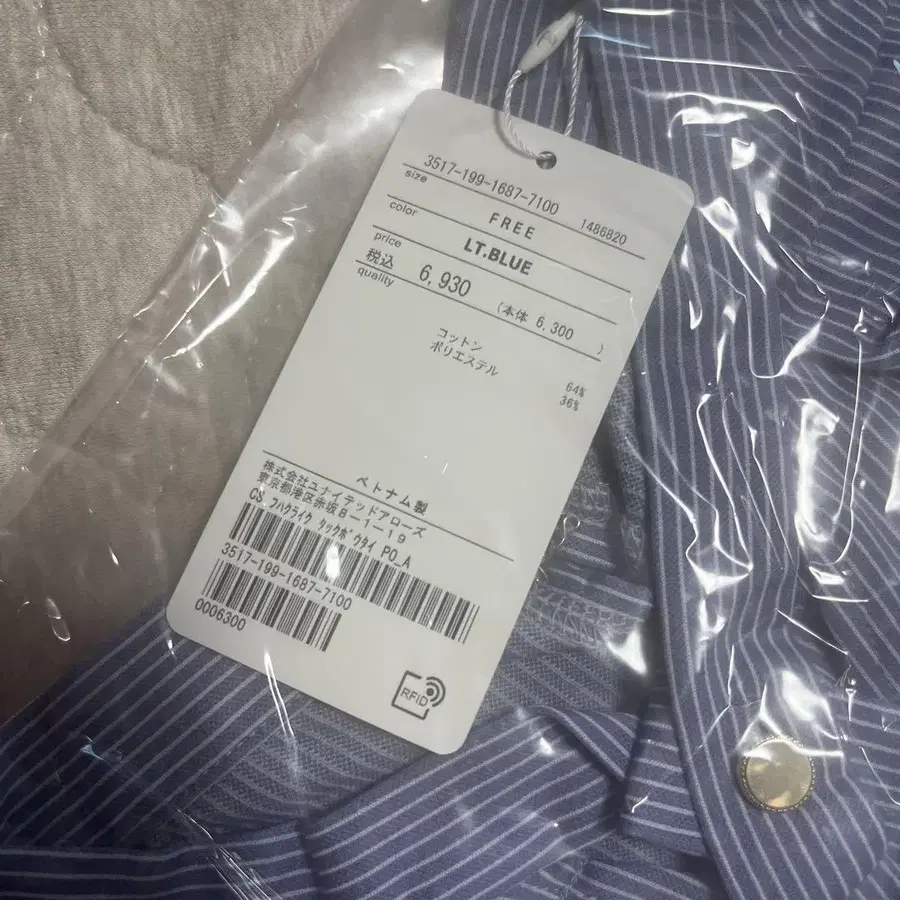 3517-199-1687-7100
size FREE 1486820
color LT.BLUE
price 税込 6,930 (本体 6,300 )
quality
コットン 64%
ポリエステル 36%
ベトナム製
株式会社ユナイテッドアローズ
東京都港区赤坂8-1-19
CS.フハクライク タックボウタイ PO_A
3517-199-1687-7100
0006300
RFID